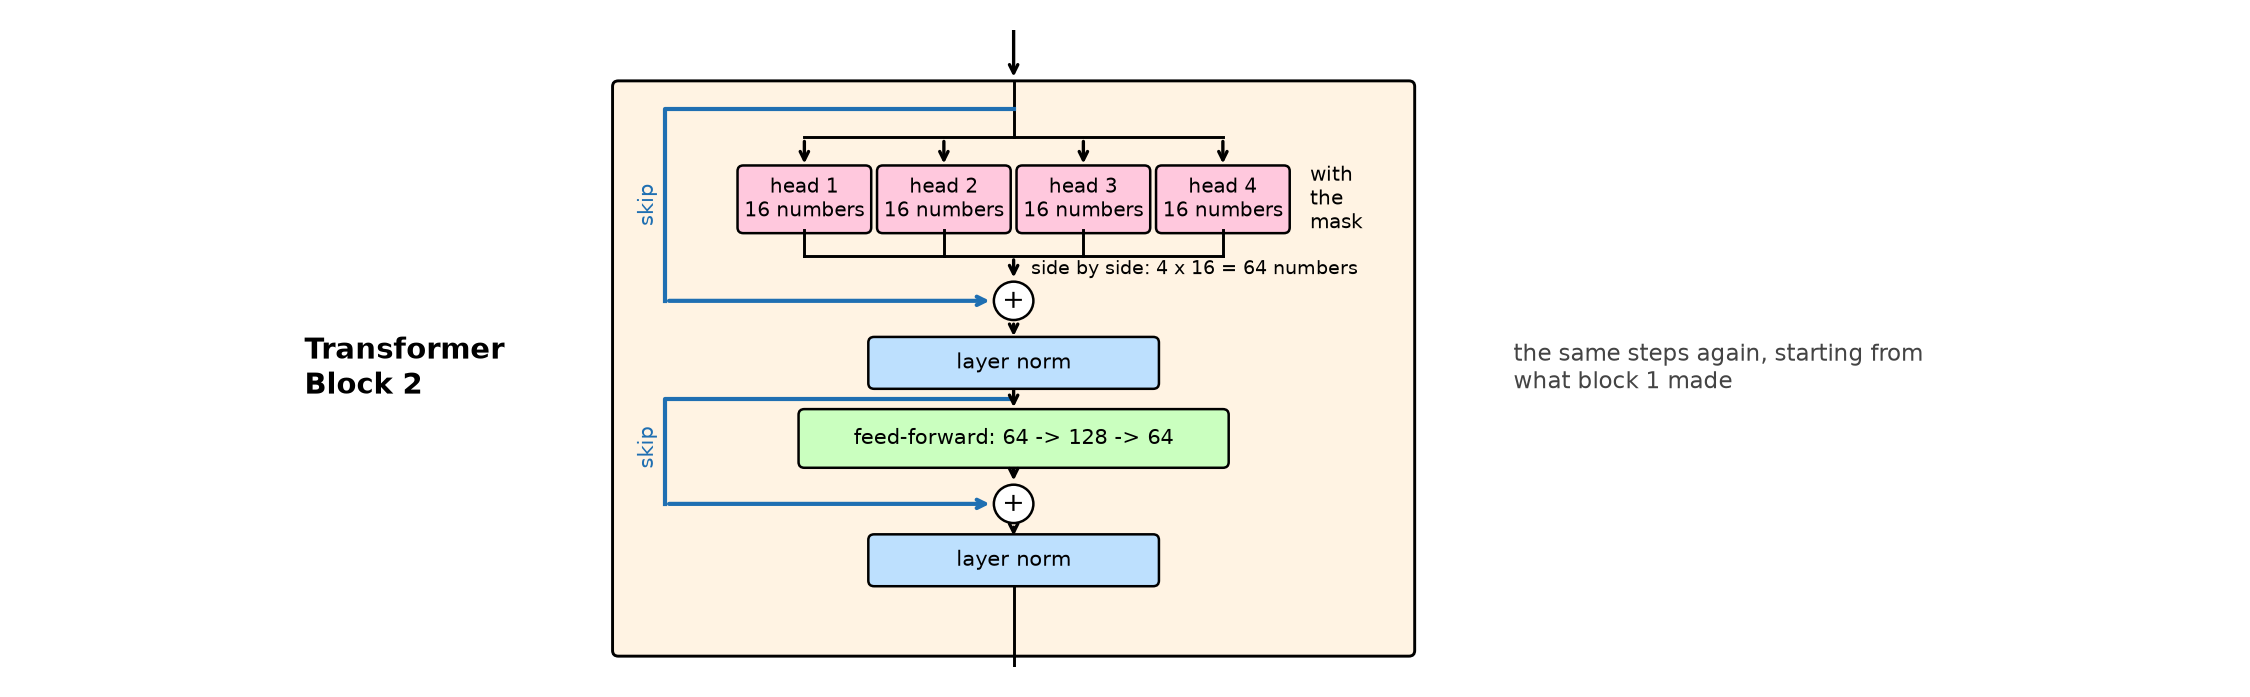 head 1
16 numbers
head 2
16 numbers
head 3
16 numbers
head 4
16 numbers
with
the
mask
skip
side by side: 4 x 16 = 64 numbers
+
Transformer
Block 2
layer norm
the same steps again, starting from
what block 1 made
skip
feed-forward: 64 -> 128 -> 64
+
layer norm